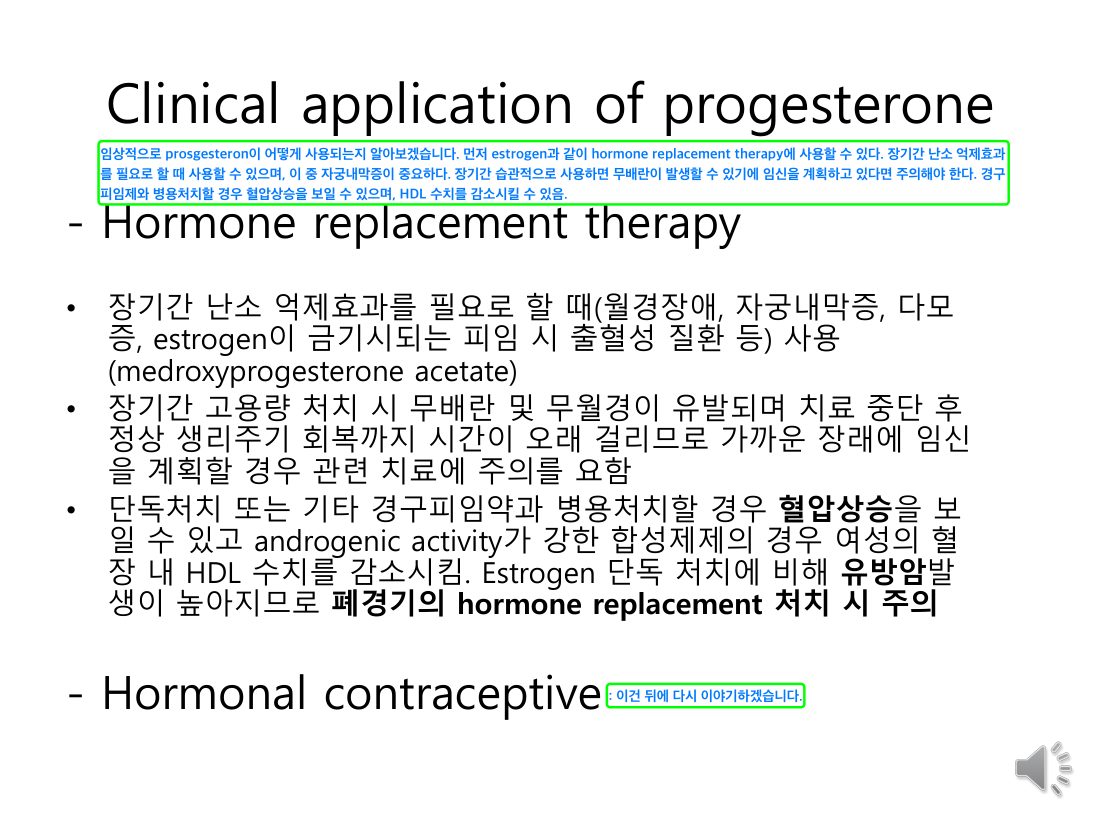 Clinical application of progesterone
임상적으로 prosgesteron이 어떻게 사용되는지 알아보겠습니다. 먼저 estrogen과 같이 hormone replacement therapy에 사용할 수 있다. 장기간 난소 억제효과
를 필요로 할 때 사용할 수 있으며, 이 중 자궁내막증이 중요하다. 장기간 습관적으로 사용하면 무배란이 발생할 수 있기에 임신을 계획하고 있다면 주의해야 한다. 경구
피임제와 병용처치할 경우 혈압상승을 보일 수 있으며, HDL 수치를 감소시킬 수 있음.
- Hormone replacement therapy
• 장기간 난소 억제효과를 필요로 할 때(월경장애, 자궁내막증, 다모
증, estrogen이 금기시되는 피임 시 출혈성 질환 등) 사용
(medroxyprogesterone acetate)
• 장기간 고용량 처치 시 무배란 및 무월경이 유발되며 치료 중단 후
정상 생리주기 회복까지 시간이 오래 걸리므로 가까운 장래에 임신
을 계획할 경우 관련 치료에 주의를 요함
• 단독처치 또는 기타 경구피임약과 병용처치할 경우 혈압상승을 보
일 수 있고 androgenic activity가 강한 합성제제의 경우 여성의 혈
장 내 HDL 수치를 감소시킴. Estrogen 단독 처치에 비해 유방암발
생이 높아지므로 폐경기의 hormone replacement 처치 시 주의
- Hormonal contraceptive : 이건 뒤에 다시 이야기하겠습니다.